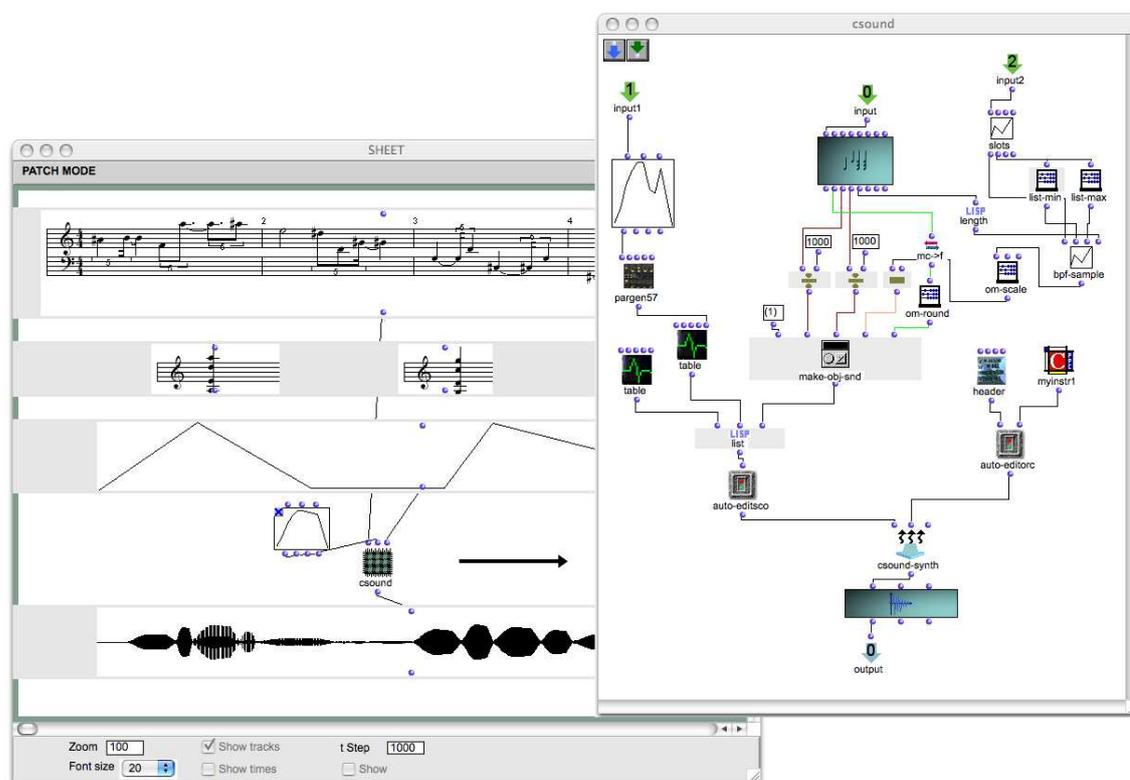 csound
1
input1
0
input
2
input2
slots
list-min
list-max
LISP
length
1000
1000
mc->f
bpf-sample
om-scale
pargen57
om-round
(1)
table
table
make-obj-snd
header
myinstr1
LISP
list
auto-editorc
auto-editsco
csound-synth
0
output
SHEET
PATCH MODE
2
3
4
5
5
csound
Zoom 100
Show tracks
t Step 1000
Font size 20
Show times
Show